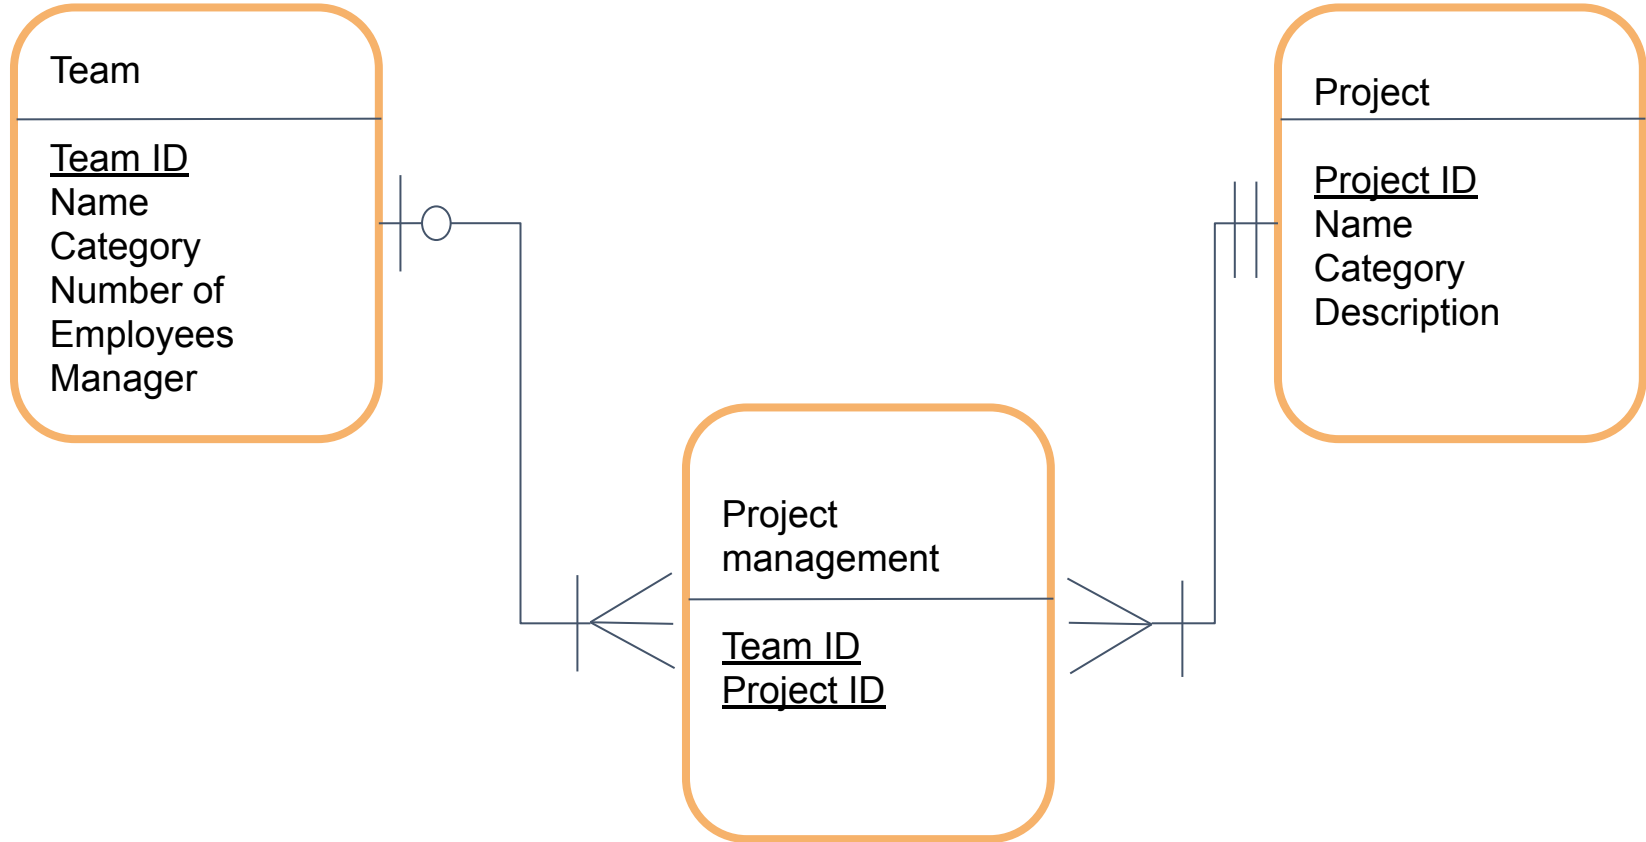 Team
Team ID
Name
Category
Number of
Employees
Manager
Project
Project ID
Name
Category
Description
Project
management
Team ID
Project ID